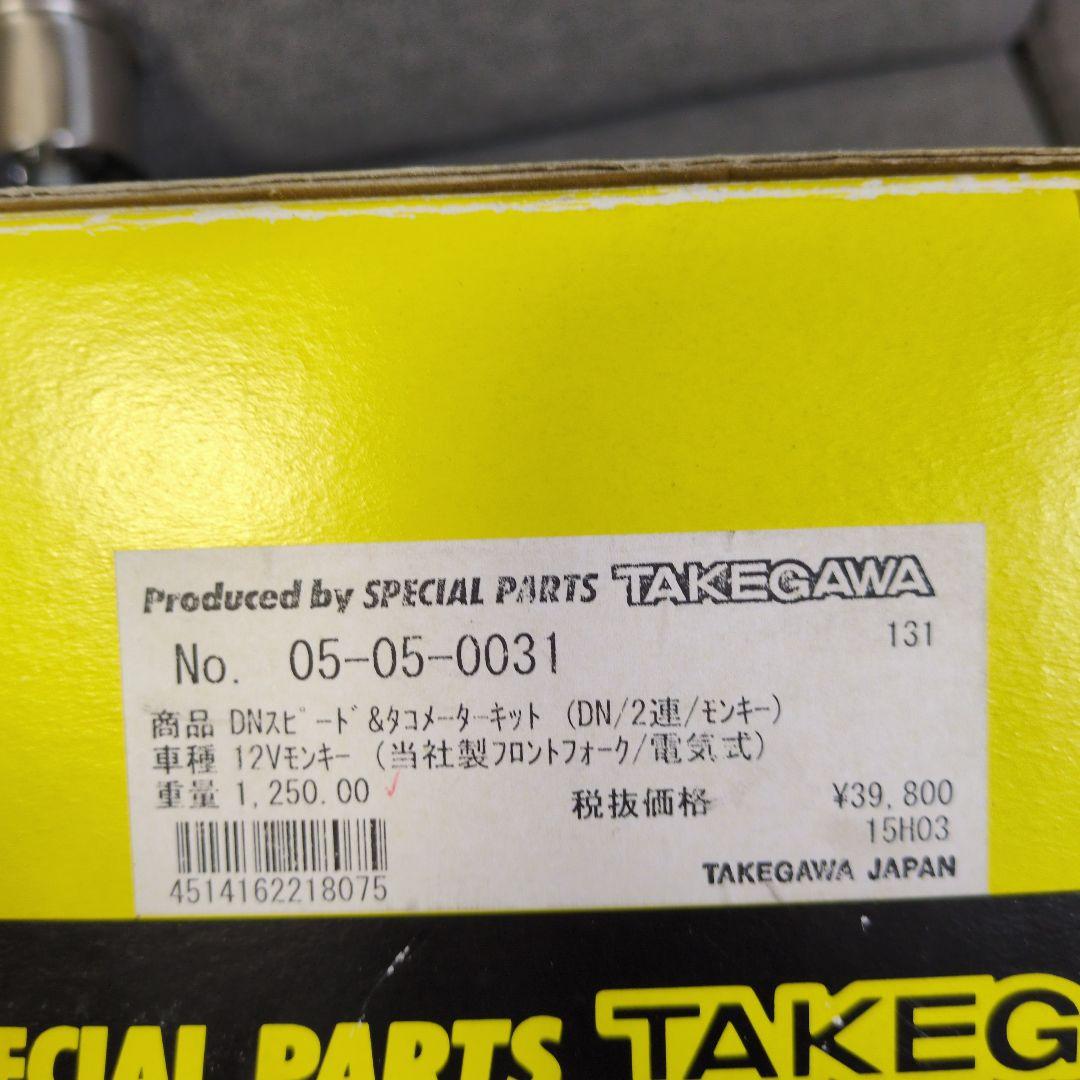 Produced by SPECIAL PARTS TAKEGAWA
131
No. 05-05-0031
商品 DNｽﾋﾟｰﾄﾞ&ﾀｺﾒｰﾀｰｷｯﾄ (DN/2連/ﾓﾝｷｰ)
車種 12Vﾓﾝｷｰ (当社製ﾌﾛﾝﾄﾌｫｰｸ/電気式)
重量 1,250.00
税抜価格 ¥39,800
15H03
4514162218075
TAKEGAWA JAPAN
ECIAL PARTS TAKEG